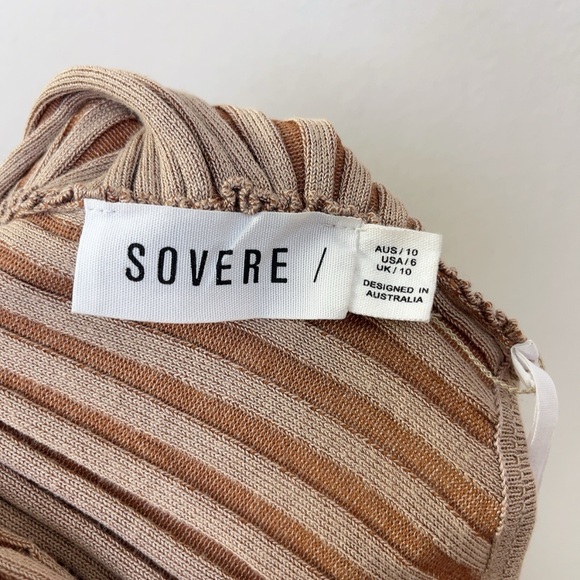 SOVERE /
AUS / 10
USA / 6
UK / 10
DESIGNED IN
AUSTRALIA